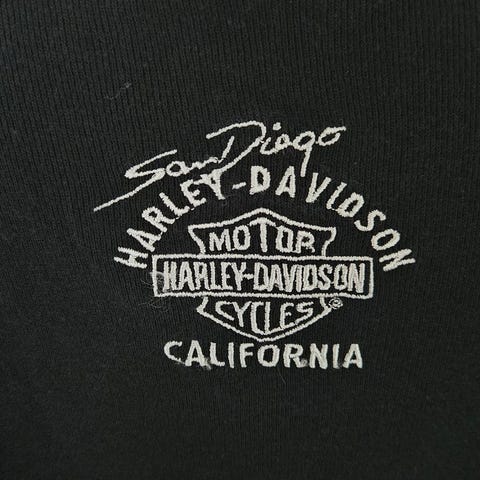 San Diego
HARLEY-DAVIDSON
MOTOR
HARLEY-DAVIDSON
CYCLES®
CALIFORNIA